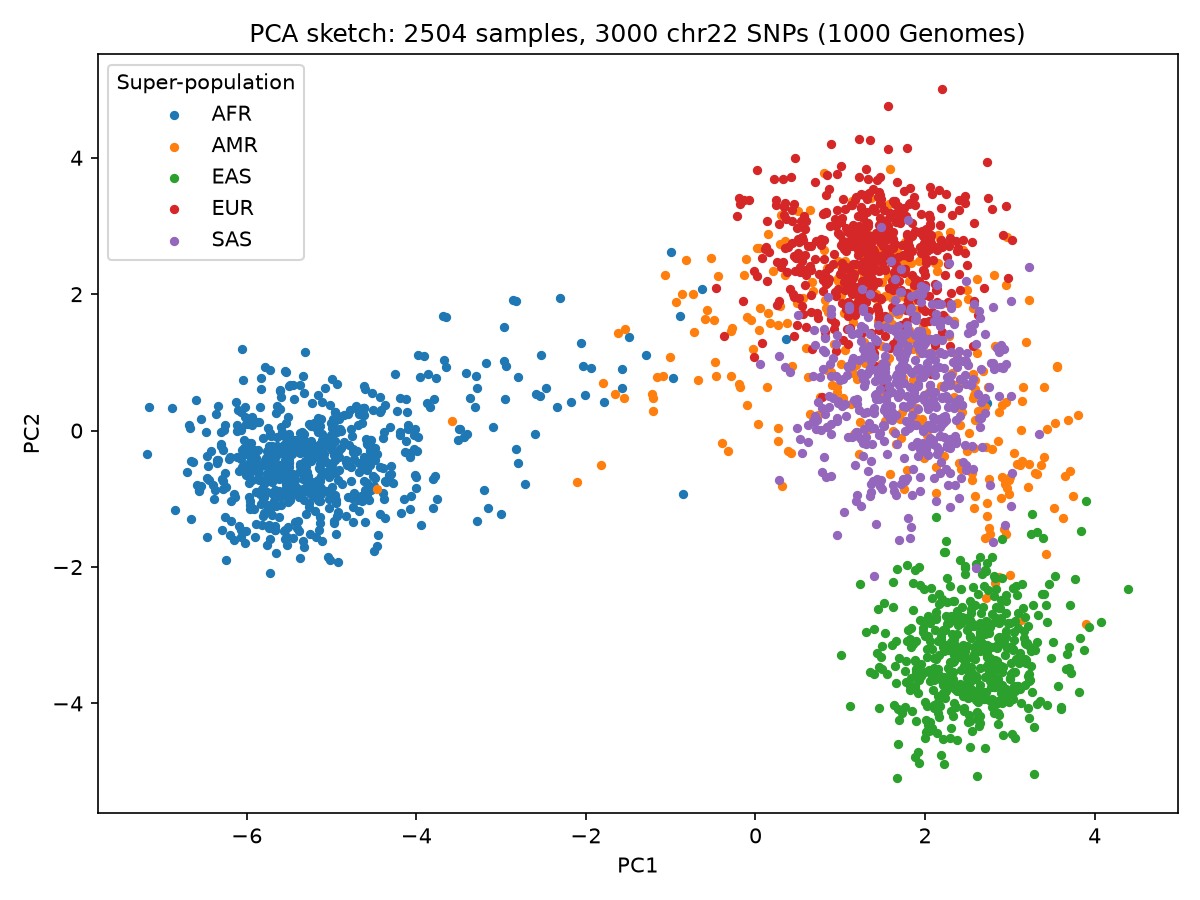 PCA sketch: 2504 samples, 3000 chr22 SNPs (1000 Genomes)
Super-population
AFR
AMR
EAS
EUR
SAS
4
2
0
−2
−4
PC2
−6
−4
−2
0
2
4
PC1